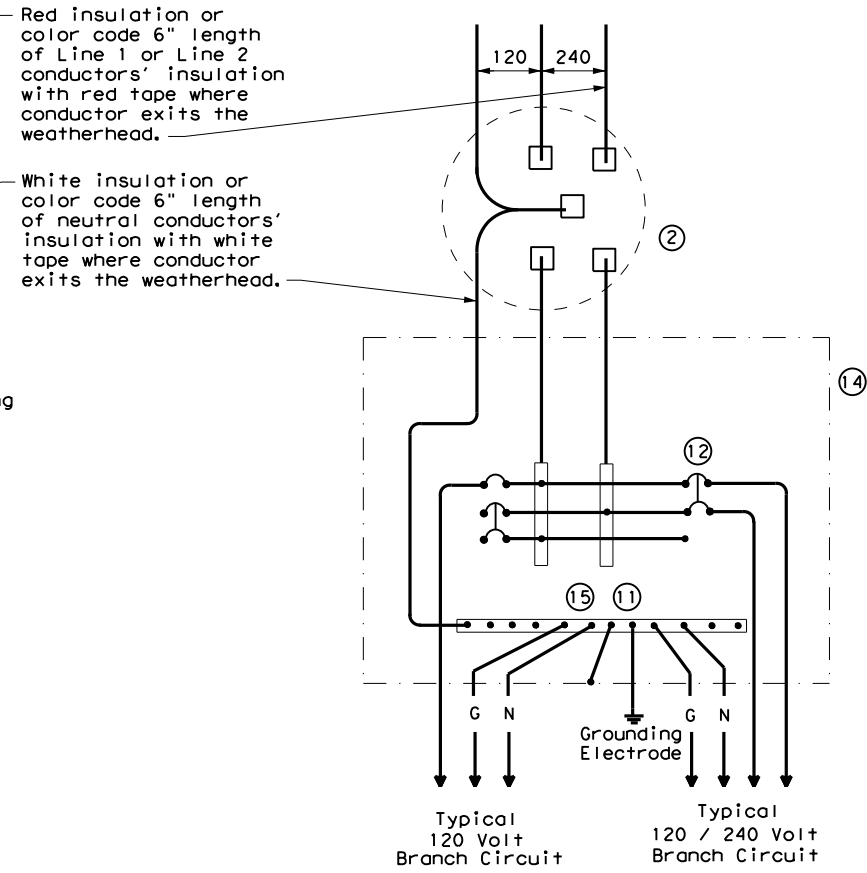 Red insulation or
color code 6" length
of Line 1 or Line 2
conductors' insulation
with red tape where
conductor exits the
weatherhead.
120
240
White insulation or
color code 6" length
of neutral conductors'
insulation with white
tape where conductor
exits the weatherhead.
2
14
12
15
11
G
N
G
N
Grounding
Electrode
Typical
120 Volt
Branch Circuit
Typical
120 / 240 Volt
Branch Circuit